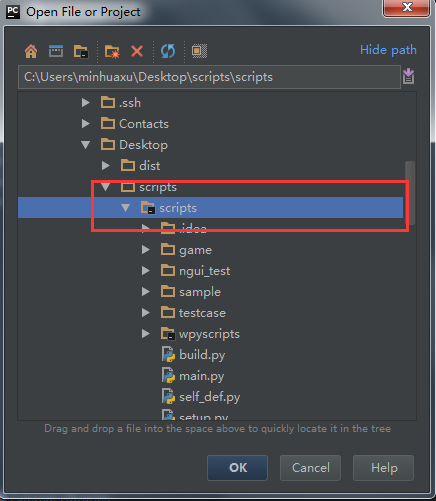 Open File or Project
Hide path
C:\Users\minhuaxu\Desktop\scripts\scripts
.ssh
Contacts
Desktop
dist
scripts
scripts
.idea
game
ngui_test
sample
testcase
wpyscripts
build.py
main.py
self_def.py
setup.py
Drag and drop a file into the space above to quickly locate it in the tree
OK
Cancel
Help